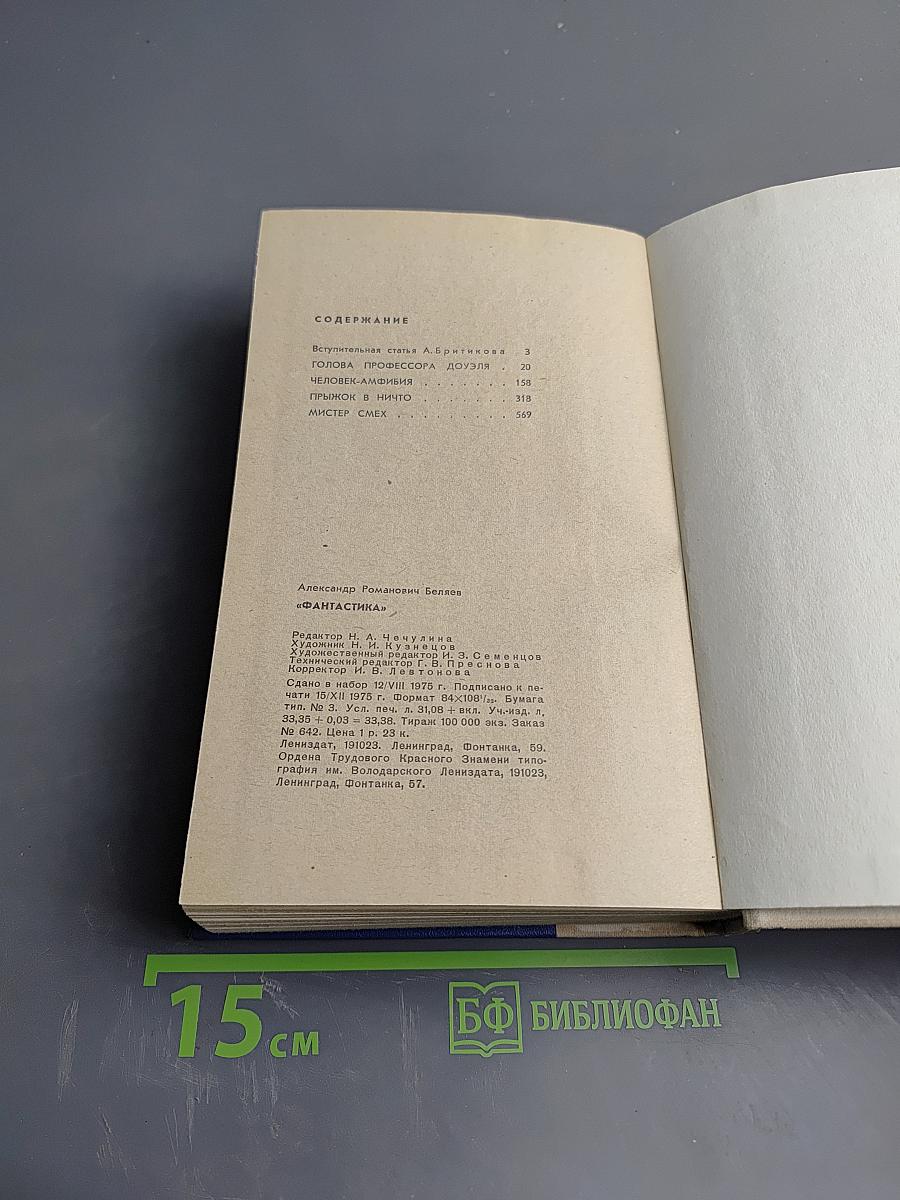 СОДЕРЖАНИЕ
Вступительная статья А. Бритикова 3
ГОЛОВА ПРОФЕССОРА ДОУЭЛЯ . 20
ЧЕЛОВЕК-АМФИБИЯ . . . . . . . 158
ПРЫЖОК В НИЧТО . . . . . . . 318
МИСТЕР СМЕХ . . . . . . . . . 569
Александр Романович Беляев
«ФАНТАСТИКА»
Редактор Н. А. Чечулина
Художник Н. И. Кузнецов
Художественный редактор И. З. Семенцов
Технический редактор Г. В. Преснова
Корректор И. В. Левтонова
Сдано в набор 12/VIII 1975 г. Подписано к пе-
чати 15/XII 1975 г. Формат 84×108¹/₃₂. Бумага
тип. № 3. Усл. печ. л. 31,08 + вкл. Уч.-изд. л.
33,35 + 0,03 = 33,38. Тираж 100 000 экз. Заказ
№ 642. Цена 1 р. 23 к.
Лениздат, 191023. Ленинград, Фонтанка, 59.
Ордена Трудового Красного Знамени типо-
графия им. Володарского Лениздата, 191023,
Ленинград, Фонтанка, 57.
15 см
БФ БИБЛИОФАН